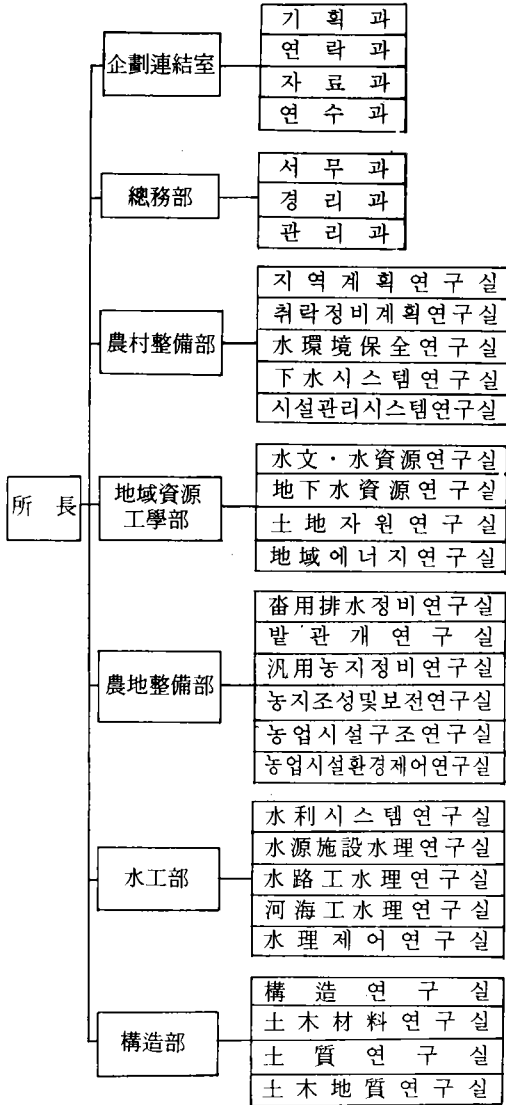 所 長
企劃連結室
기 획 과
연 락 과
자 료 과
연 수 과
總務部
서 무 과
경 리 과
관 리 과
農村整備部
지역계획연구실
취락정비계획연구실
水環境保全연구실
下水시스템연구실
시설관리시스템연구실
地域資源
工學部
水文・水資源연구실
地下水資源연구실
土地자원연구실
地域에너지연구실
農地整備部
畓用排水정비연구실
밭관개연구실
汎用농지정비연구실
농지조성및보전연구실
농업시설구조연구실
농업시설환경제어연구실
水工部
水利시스템연구실
水源施設水理연구실
水路工水理연구실
河海工水理연구실
水理제어연구실
構造部
構造연구실
土木材料연구실
土質연구실
土木地質연구실